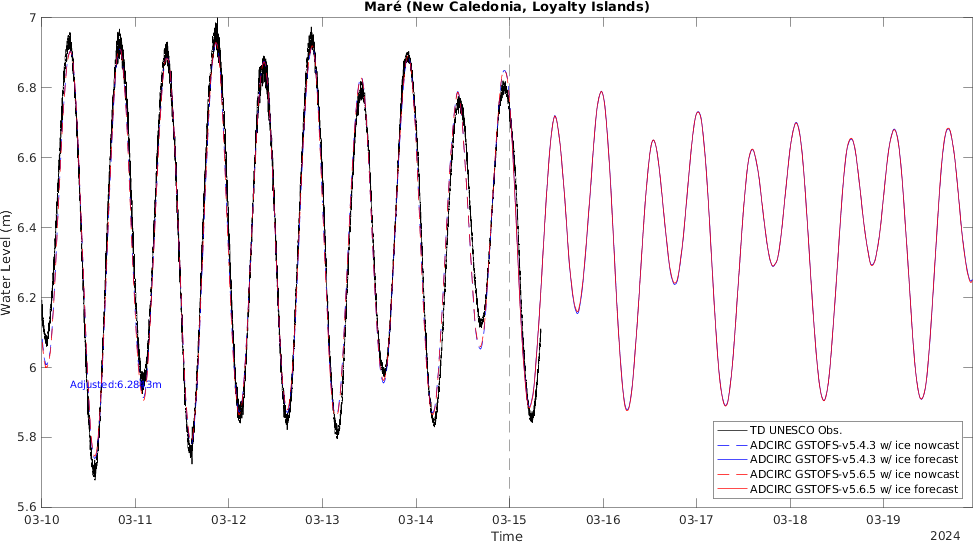 Maré (New Caledonia, Loyalty Islands)
7
6.8
6.6
6.4
6.2
6
5.8
5.6
Water Level (m)
03-10
03-11
03-12
03-13
03-14
03-15
03-16
03-17
03-18
03-19
Time
2024
TD UNESCO Obs.
ADCIRC GSTOFS-v5.4.3 w/ ice nowcast
ADCIRC GSTOFS-v5.4.3 w/ ice forecast
ADCIRC GSTOFS-v5.6.5 w/ ice nowcast
ADCIRC GSTOFS-v5.6.5 w/ ice forecast